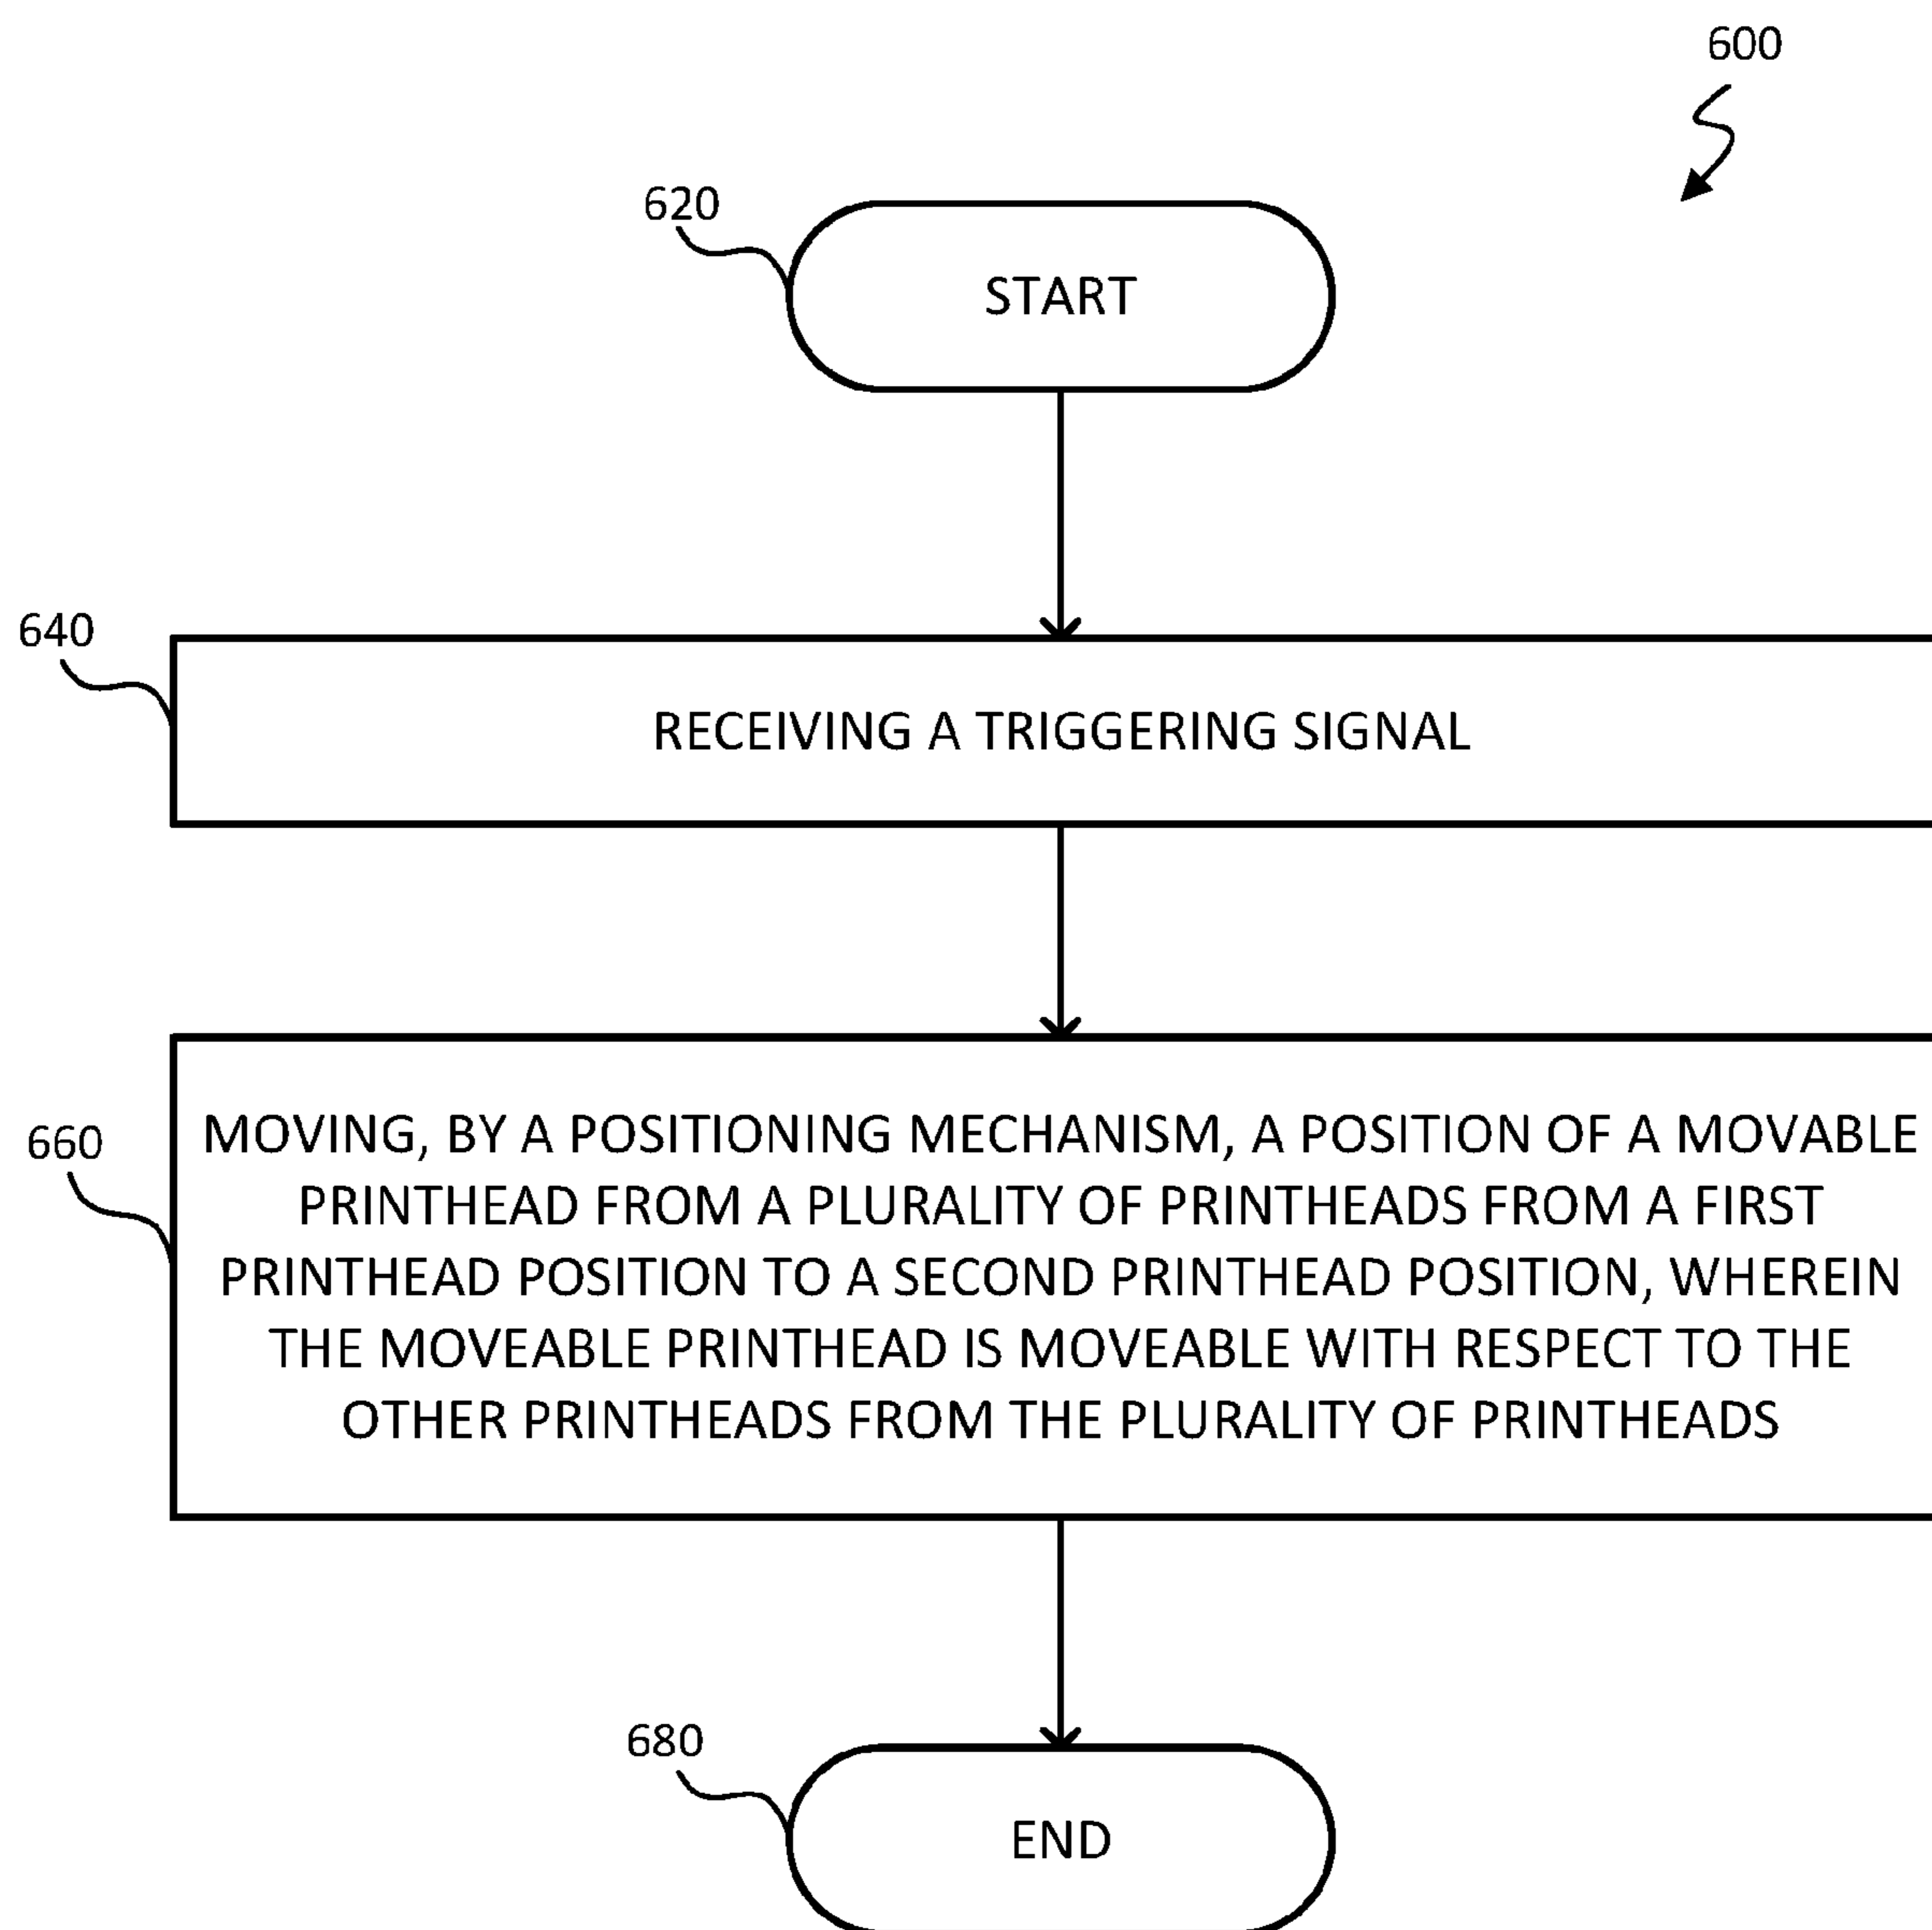 600
620
START
640
RECEIVING A TRIGGERING SIGNAL
660
MOVING, BY A POSITIONING MECHANISM, A POSITION OF A MOVABLE
PRINTHEAD FROM A PLURALITY OF PRINTHEADS FROM A FIRST
PRINTHEAD POSITION TO A SECOND PRINTHEAD POSITION, WHEREIN
THE MOVEABLE PRINTHEAD IS MOVEABLE WITH RESPECT TO THE
OTHER PRINTHEADS FROM THE PLURALITY OF PRINTHEADS
680
END